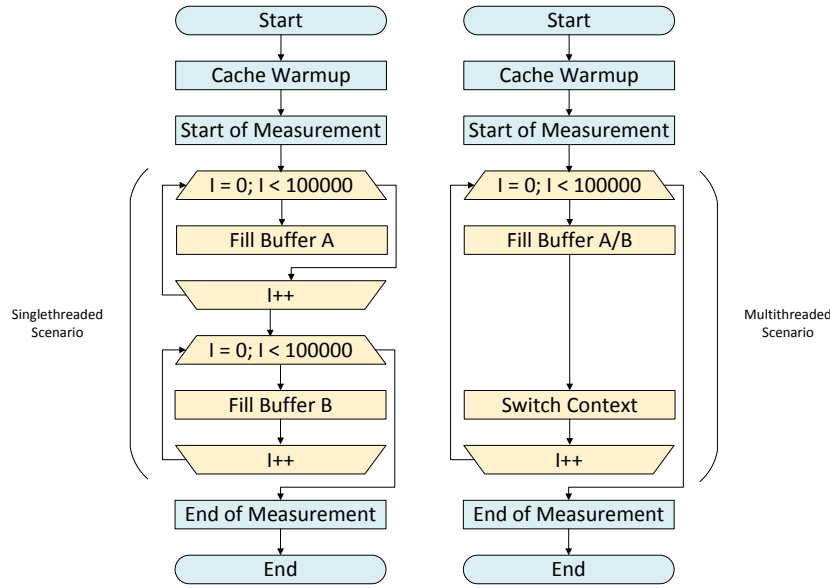 Start
Cache Warmup
Start of Measurement
I = 0; I < 100000
Fill Buffer A
I++
Singlethreaded
Scenario
I = 0; I < 100000
Fill Buffer B
I++
End of Measurement
End
Start
Cache Warmup
Start of Measurement
I = 0; I < 100000
Fill Buffer A/B
Multithreaded
Scenario
Switch Context
I++
End of Measurement
End